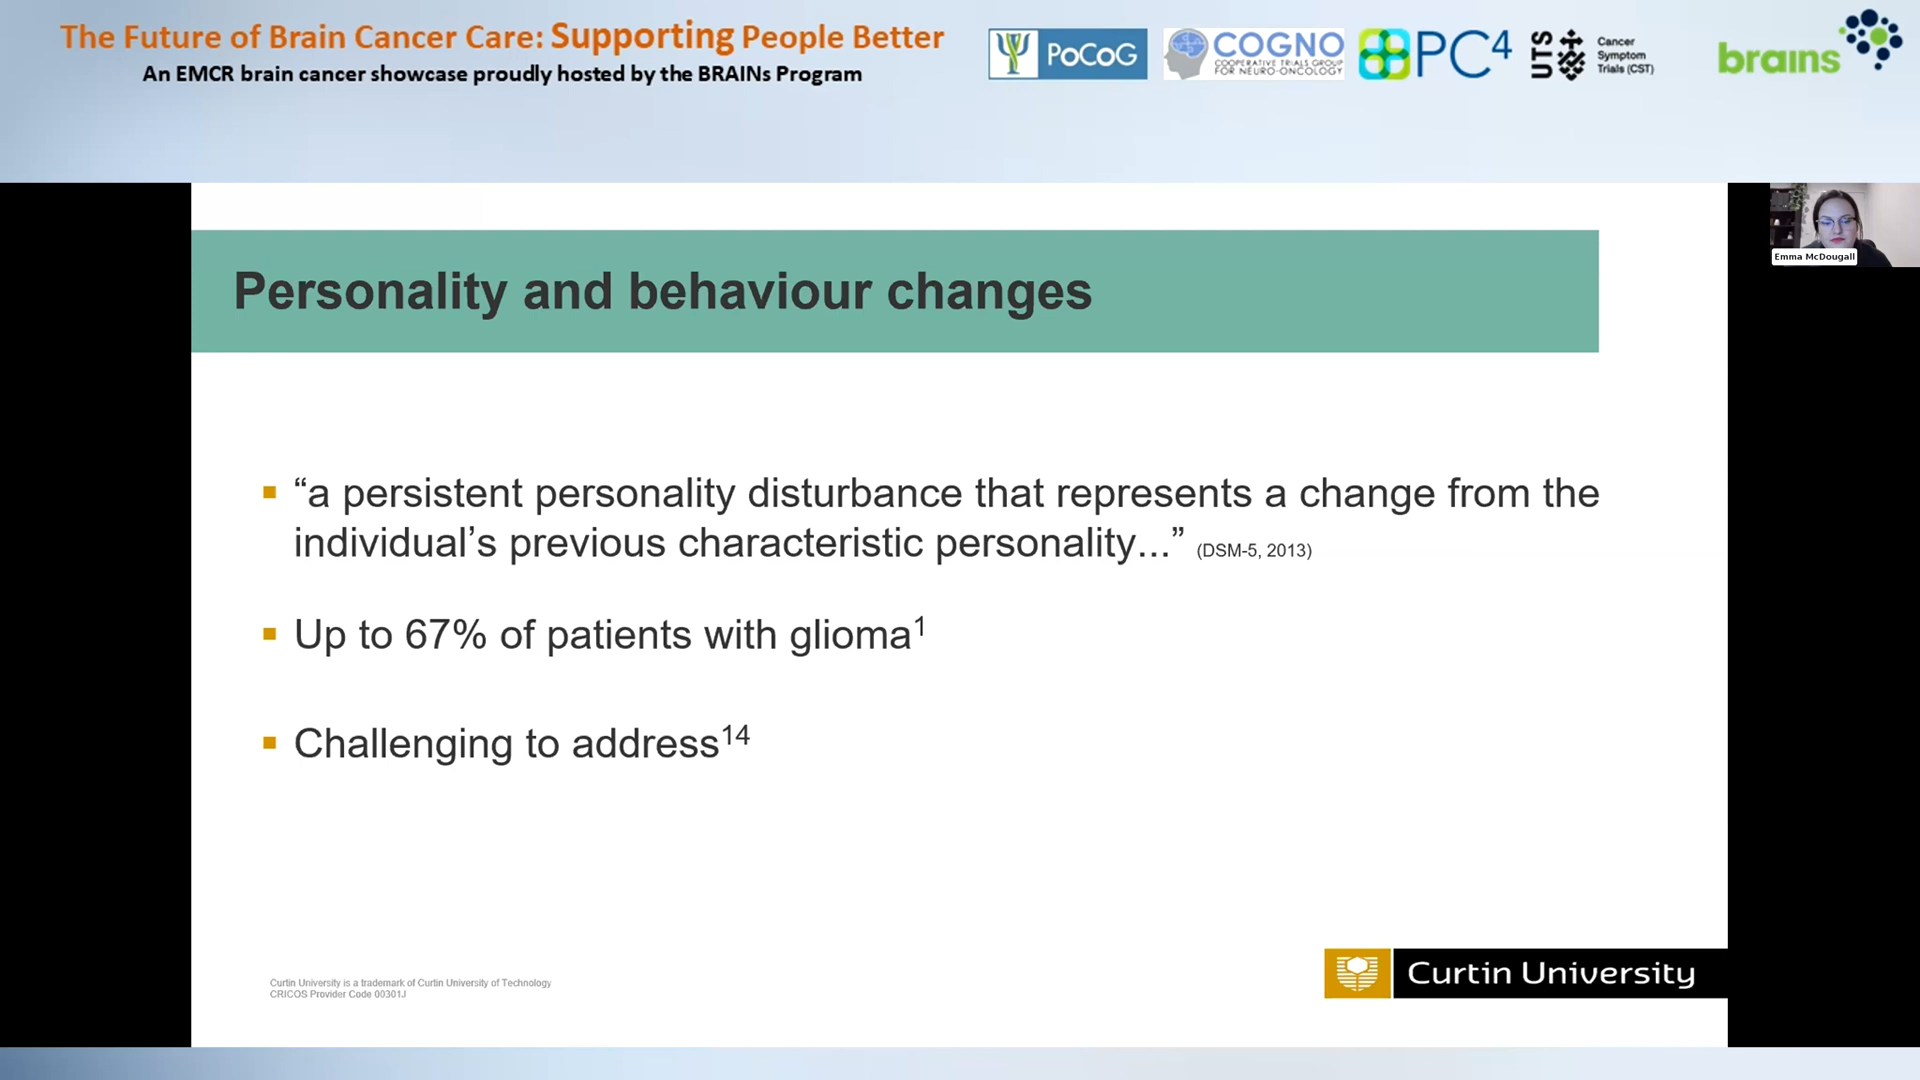 The Future of Brain Cancer Care: Supporting People Better
An EMCR brain cancer showcase proudly hosted by the BRAINs Program
PoCoG
COGNO
COOPERATIVE TRIALS GROUP
FOR NEURO-ONCOLOGY
PC4
UTS
Cancer
Symptom
Trials (CST)
brains
Emma McDougall
Personality and behaviour changes
“a persistent personality disturbance that represents a change from the
individual’s previous characteristic personality...” (DSM-5, 2013)
Up to 67% of patients with glioma1
Challenging to address14
Curtin University is a trademark of Curtin University of Technology
CRICOS Provider Code 00301J
Curtin University